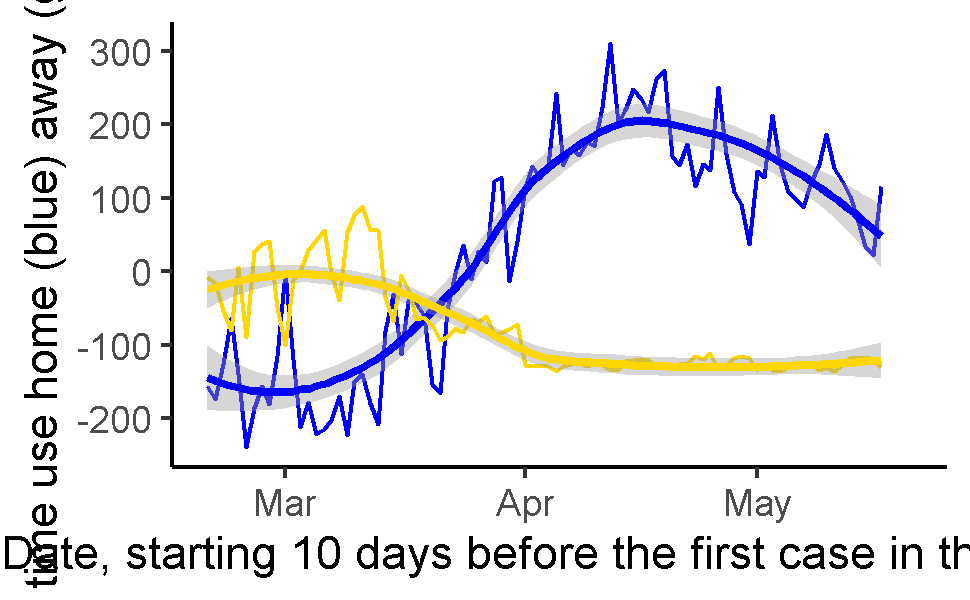 time use home (blue) away (
300
200
100
0
-100
-200
Mar Apr May
Date, starting 10 days before the first case in th